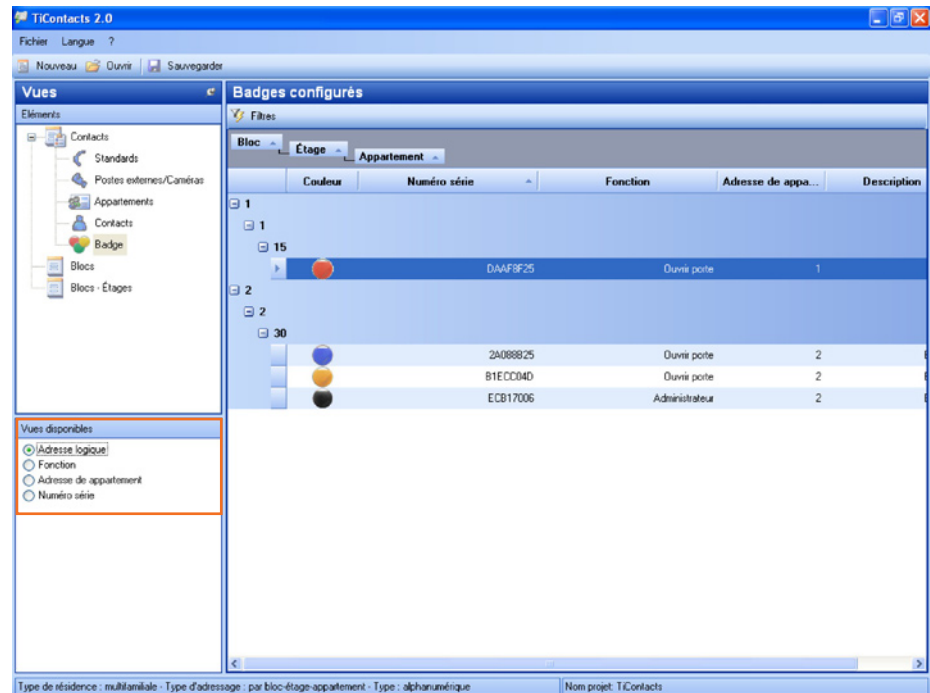 TiContacts 2.0
Fichier Langue ?
Nouveau Ouvrir Sauvegarder
Vues
Badges configurés
Eléments
Filtres
Contacts
Standards
Postes externes/Caméras
Appartements
Contacts
Badge
Blocs
Blocs - Étages
Bloc
Étage
Appartement
Couleur Numéro série Fonction Adresse de appa... Description
1
1
15
DAAF8F25 Ouvrir porte 1
2
2
30
2A088B25 Ouvrir porte 2
B1ECC04D Ouvrir porte 2
ECB17006 Administrateur 2
Vues disponibles
Adresse logique
Fonction
Adresse de appartement
Numéro série
Type de résidence : multifamiliale - Type d'adressage : par bloc-étage-appartement - Type : alphanumérique
Nom projet: TiContacts